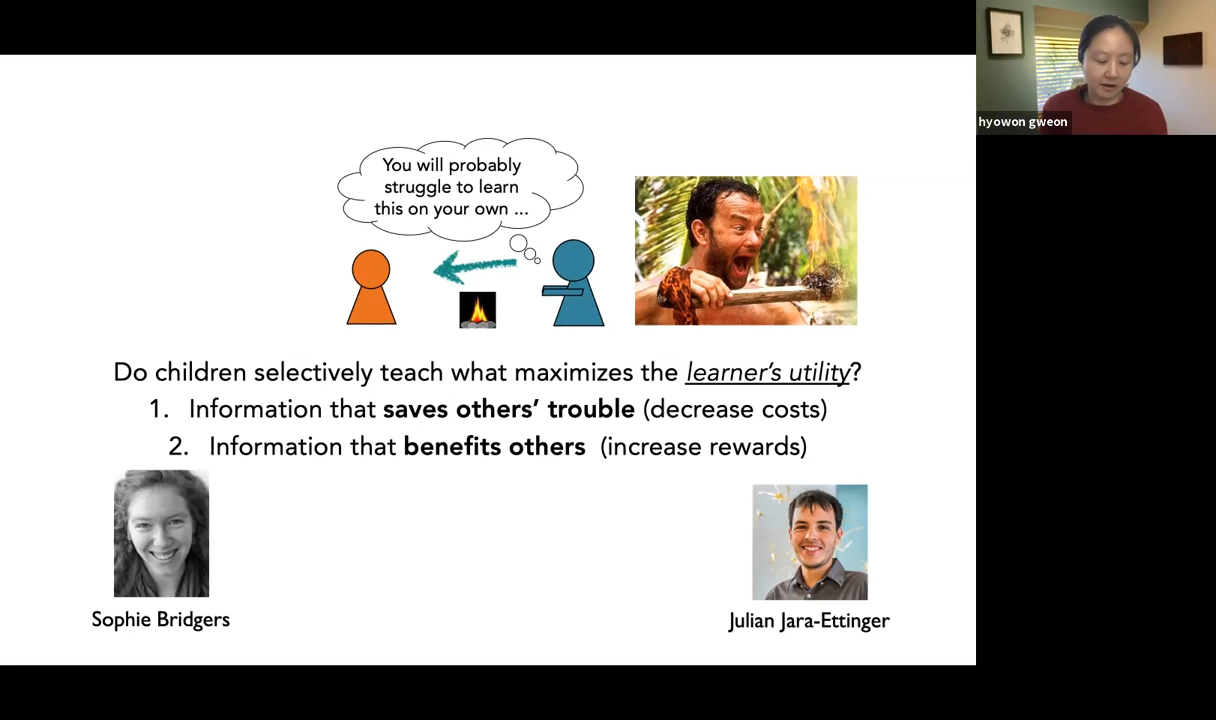 hyowon gweon
You will probably
struggle to learn
this on your own ...
Do children selectively teach what maximizes the learner's utility?
1. Information that saves others' trouble (decrease costs)
2. Information that benefits others (increase rewards)
Sophie Bridgers
Julian Jara-Ettinger